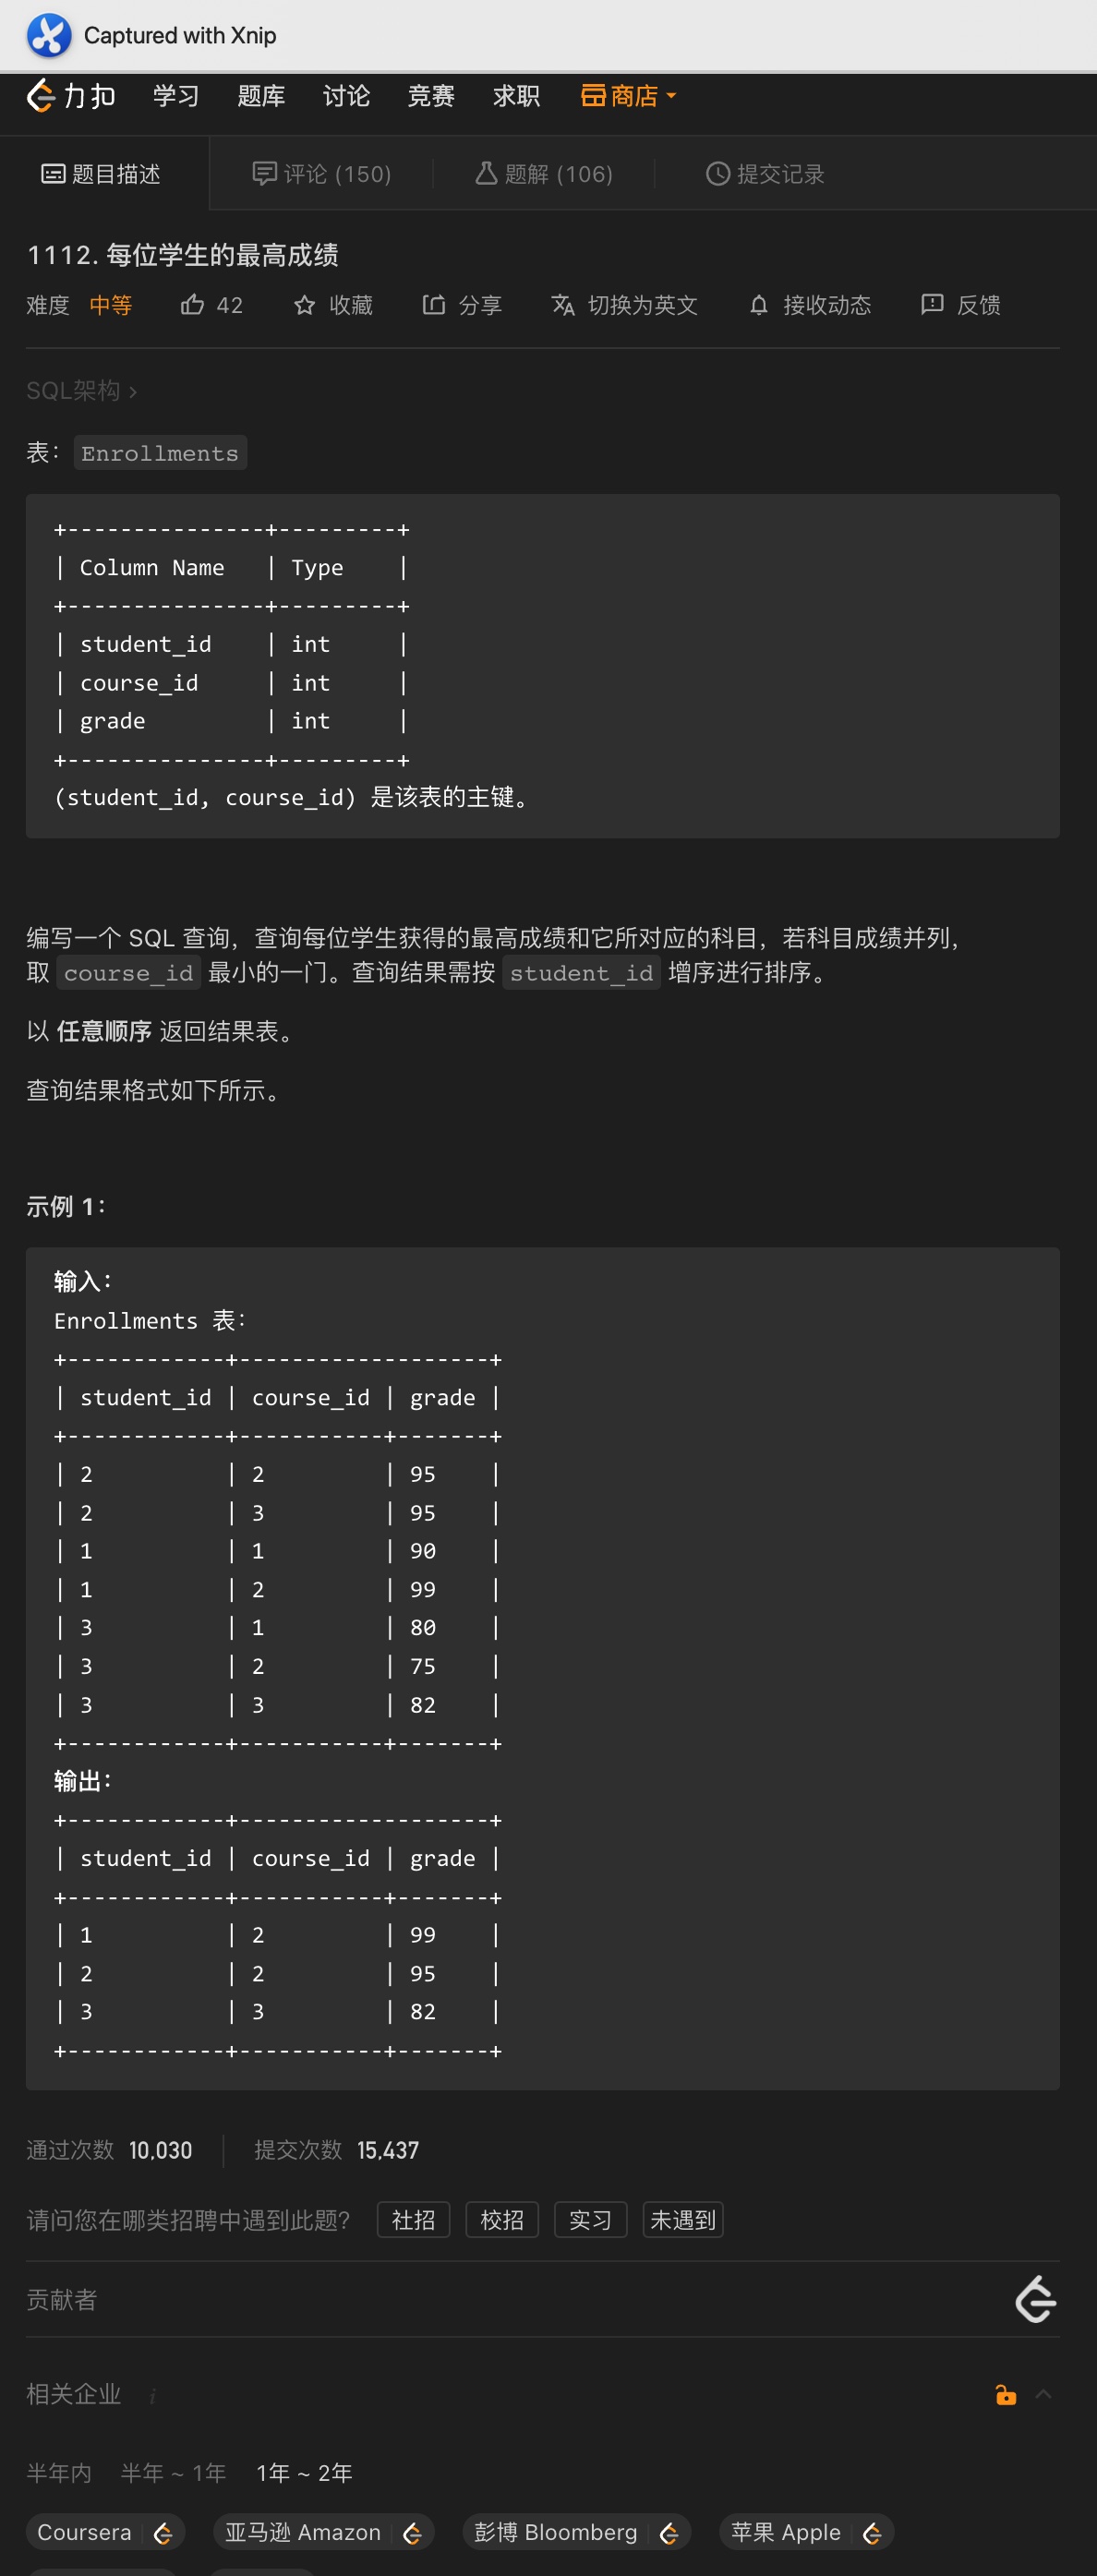 Captured with Xnip
力扣 学习 题库 讨论 竞赛 求职 商店
题目描述 评论 (150) 题解 (106) 提交记录
1112. 每位学生的最高成绩
难度 中等 42 收藏 分享 切换为英文 接收动态 反馈
SQL架构 >
表： Enrollments
+---------------+---------+
| Column Name   | Type    |
+---------------+---------+
| student_id    | int     |
| course_id     | int     |
| grade         | int     |
+---------------+---------+
(student_id, course_id) 是该表的主键。
编写一个 SQL 查询，查询每位学生获得的最高成绩和它所对应的科目，若科目成绩并列，
取 course_id 最小的一门。查询结果需按 student_id 增序进行排序。
以 任意顺序 返回结果表。
查询结果格式如下所示。
示例 1：
输入：
Enrollments 表：
+------------+-------------------+
| student_id | course_id | grade |
+------------+-----------+-------+
| 2          | 2         | 95    |
| 2          | 3         | 95    |
| 1          | 1         | 90    |
| 1          | 2         | 99    |
| 3          | 1         | 80    |
| 3          | 2         | 75    |
| 3          | 3         | 82    |
+------------+-----------+-------+
输出：
+------------+-------------------+
| student_id | course_id | grade |
+------------+-----------+-------+
| 1          | 2         | 99    |
| 2          | 2         | 95    |
| 3          | 3         | 82    |
+------------+-----------+-------+
通过次数 10,030 提交次数 15,437
请问您在哪类招聘中遇到此题？ 社招 校招 实习 未遇到
贡献者
相关企业 i
半年内 半年 ~ 1年 1年 ~ 2年
Coursera 亚马逊 Amazon 彭博 Bloomberg 苹果 Apple